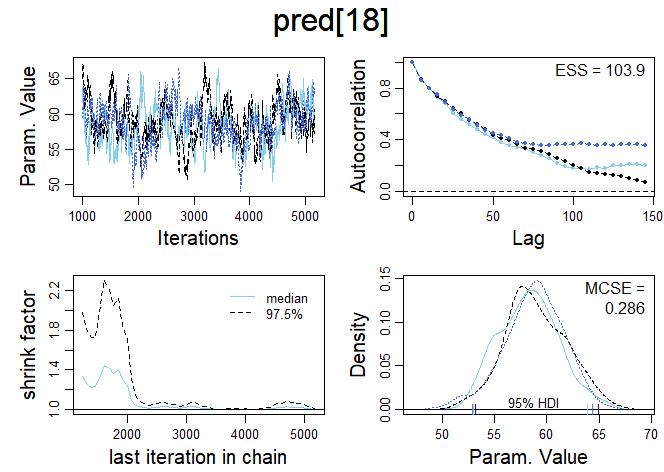 pred[18]
Param. Value
65
60
55
50
1000
2000
3000
4000
5000
Iterations
Autocorrelation
0.8
0.4
0.0
ESS = 103.9
0
50
100
150
Lag
shrink factor
2.2
1.8
1.4
1.0
median
97.5%
2000
3000
4000
5000
last iteration in chain
Density
0.15
0.10
0.05
0.00
MCSE =
0.286
95% HDI
50
55
60
65
70
Param. Value